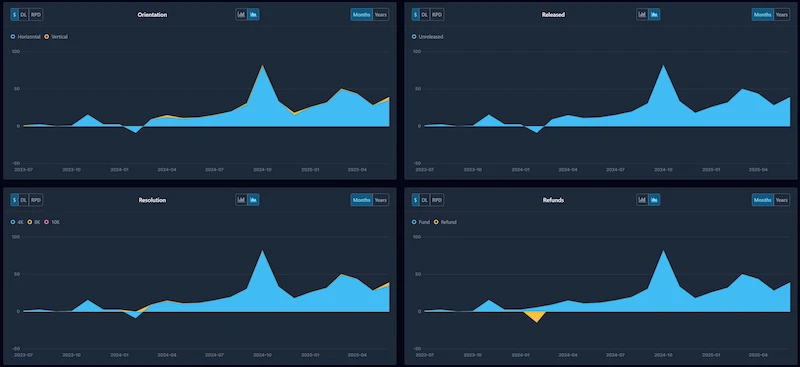 $ DL RPD Orientation Months Years
Horizontal Vertical
100
50
0
-50
2023-07 2023-10 2024-01 2024-04 2024-07 2024-10 2025-01 2025-04
$ DL RPD Released Months Years
Unreleased
100
50
0
-50
2023-07 2023-10 2024-01 2024-04 2024-07 2024-10 2025-01 2025-04
$ DL RPD Resolution Months Years
4K 8K 10K
100
50
0
-50
2023-07 2023-10 2024-01 2024-04 2024-07 2024-10 2025-01 2025-04
$ DL RPD Refunds Months Years
Fund Refund
100
50
0
-50
2023-07 2023-10 2024-01 2024-04 2024-07 2024-10 2025-01 2025-04